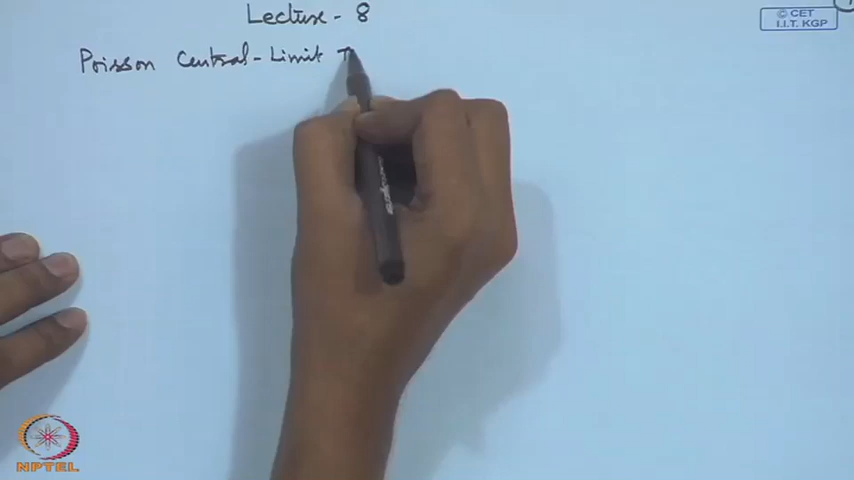 Lecture - 8
© CET
I.I.T. KGP
Poisson Central-Limit T
NPTEL